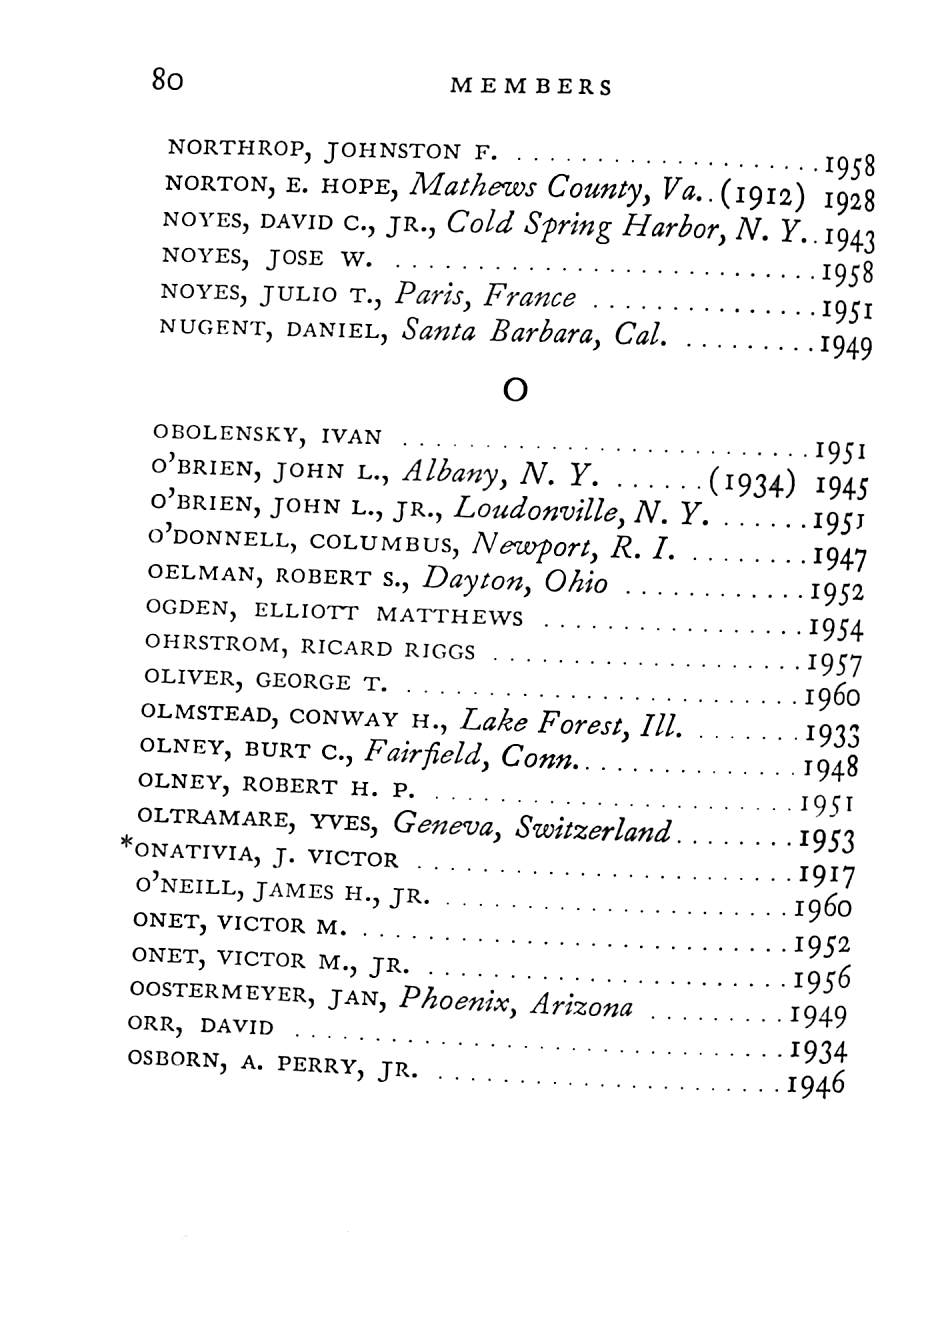 80 MEMBERS
NORTHROP, JOHNSTON F. . . . . . . . . . . . . . . . . . . . 1958
NORTON, E. HOPE, Mathews County, Va. . (1912) 1928
NOYES, DAVID C., JR., Cold Spring Harbor, N. Y. . 1943
NOYES, JOSE W. . . . . . . . . . . . . . . . . . . . . . . . . . . 1958
NOYES, JULIO T., Paris, France . . . . . . . . . . . . . . 1951
NUGENT, DANIEL, Santa Barbara, Cal. . . . . . . . . . 1949
O
OBOLENSKY, IVAN . . . . . . . . . . . . . . . . . . . . . . . . . 1951
O'BRIEN, JOHN L., Albany, N. Y. . . . . . . (1934) 1945
O'BRIEN, JOHN L., JR., Loudonville, N. Y. . . . . . . 1951
O'DONNELL, COLUMBUS, Newport, R. I. . . . . . . . . 1947
OELMAN, ROBERT S., Dayton, Ohio . . . . . . . . . . . . 1952
OGDEN, ELLIOTT MATTHEWS . . . . . . . . . . . . . . . . . 1954
OHRSTROM, RICARD RIGGS . . . . . . . . . . . . . . . . . . . . 1957
OLIVER, GEORGE T. . . . . . . . . . . . . . . . . . . . . . . . . . 1960
OLMSTEAD, CONWAY H., Lake Forest, Ill. . . . . . . . 1933
OLNEY, BURT C., Fairfield, Conn. . . . . . . . . . . . . . . 1948
OLNEY, ROBERT H. P. . . . . . . . . . . . . . . . . . . . . . . . 1951
OLTRAMARE, YVES, Geneva, Switzerland . . . . . . . . 1953
*ONATIVIA, J. VICTOR . . . . . . . . . . . . . . . . . . . . . . . . 1917
O'NEILL, JAMES H., JR. . . . . . . . . . . . . . . . . . . . . . . 1960
ONET, VICTOR M. . . . . . . . . . . . . . . . . . . . . . . . . . . . 1952
ONET, VICTOR M., JR. . . . . . . . . . . . . . . . . . . . . . . . 1956
OOSTERMEYER, JAN, Phoenix, Arizona . . . . . . . . . 1949
ORR, DAVID . . . . . . . . . . . . . . . . . . . . . . . . . . . . . . . 1934
OSBORN, A. PERRY, JR. . . . . . . . . . . . . . . . . . . . . . . 1946